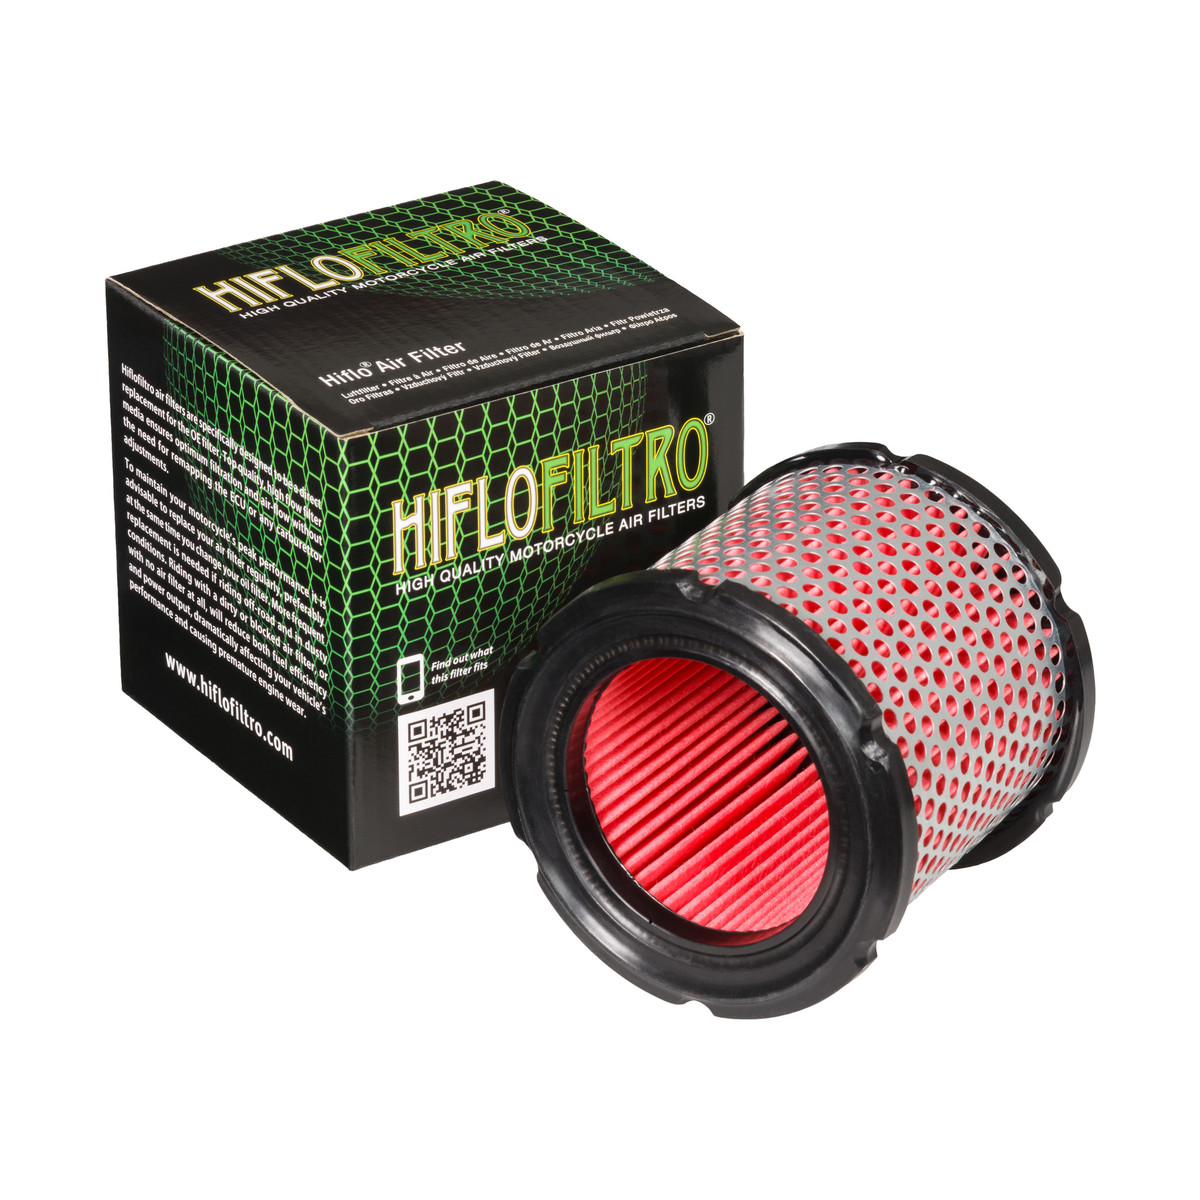 HIFLOFILTRO®
HIGH QUALITY MOTORCYCLE AIR FILTERS
Hiflo® Air Filter
Luftfilter • Filtre à Air • Filtro de Aire • Filtro de Ar • Filtro Aria • Filtr Powietrza
Oro Filtras • Vzduchový Filtr • Vzduchový Filter • Воздушный фильтр • Φίλτρο Αέρος
Hiflofiltro air filters are specifically designed to be a direct
replacement for the OE filter. Top quality, high flow filter
media ensures optimum filtration and air-flow without
the need for remapping the ECU or any carburettor
adjustments.
To maintain your motorcycle's peak performance it is
advisable to replace your air filter regularly, preferably
at the same time you change your oil filter. More frequent
replacement is needed if riding off-road and in dusty
conditions. Riding with a dirty or blocked air filter, or
with no air filter at all, will reduce both fuel efficiency
and power output, dramatically affecting your vehicle's
performance and causing premature engine wear.
www.hiflofiltro.com
HIFLOFILTRO®
HIGH QUALITY MOTORCYCLE AIR FILTERS
Find out what
this filter fits